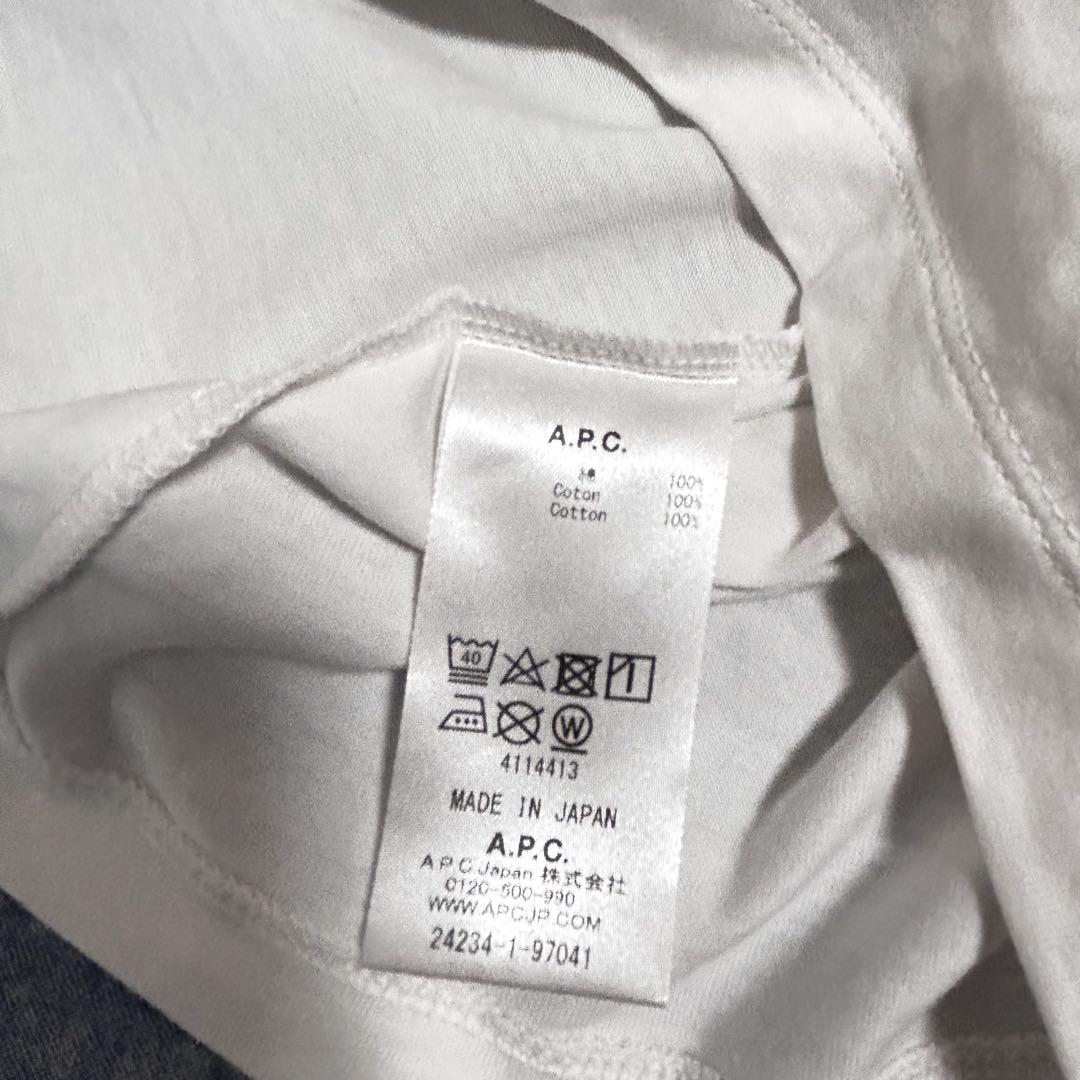 A.P.C.
綿 100%
Coton 100%
Cotton 100%
40
W
4114413
MADE IN JAPAN
A.P.C.
A.P.C.Japan 株式会社
0120-500-990
WWW.APCJP.COM
24234-1-97041